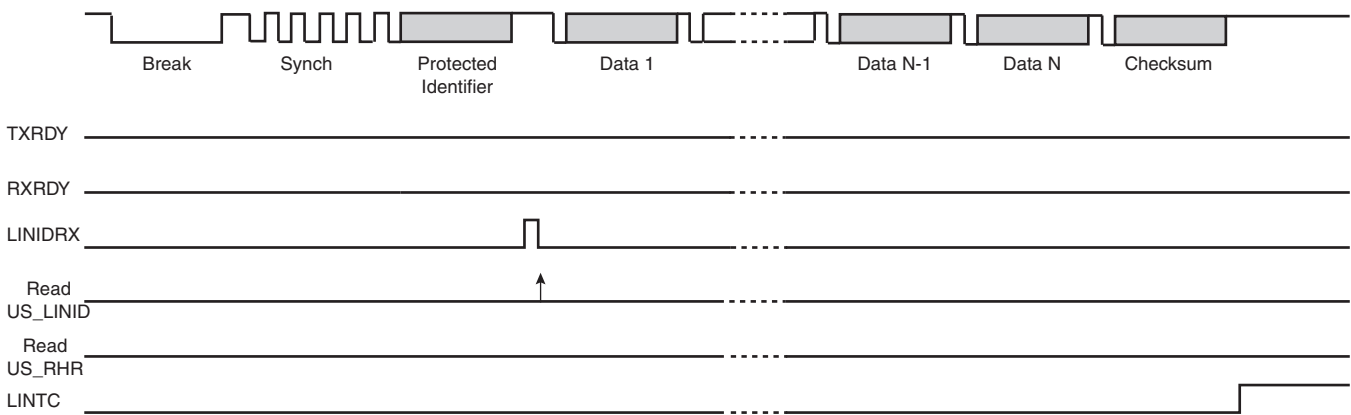 Break
Synch
Protected
Identifier
Data 1
Data N-1
Data N
Checksum
TXRDY
RXRDY
LINIDRX
Read
US_LINID
Read
US_RHR
LINTC